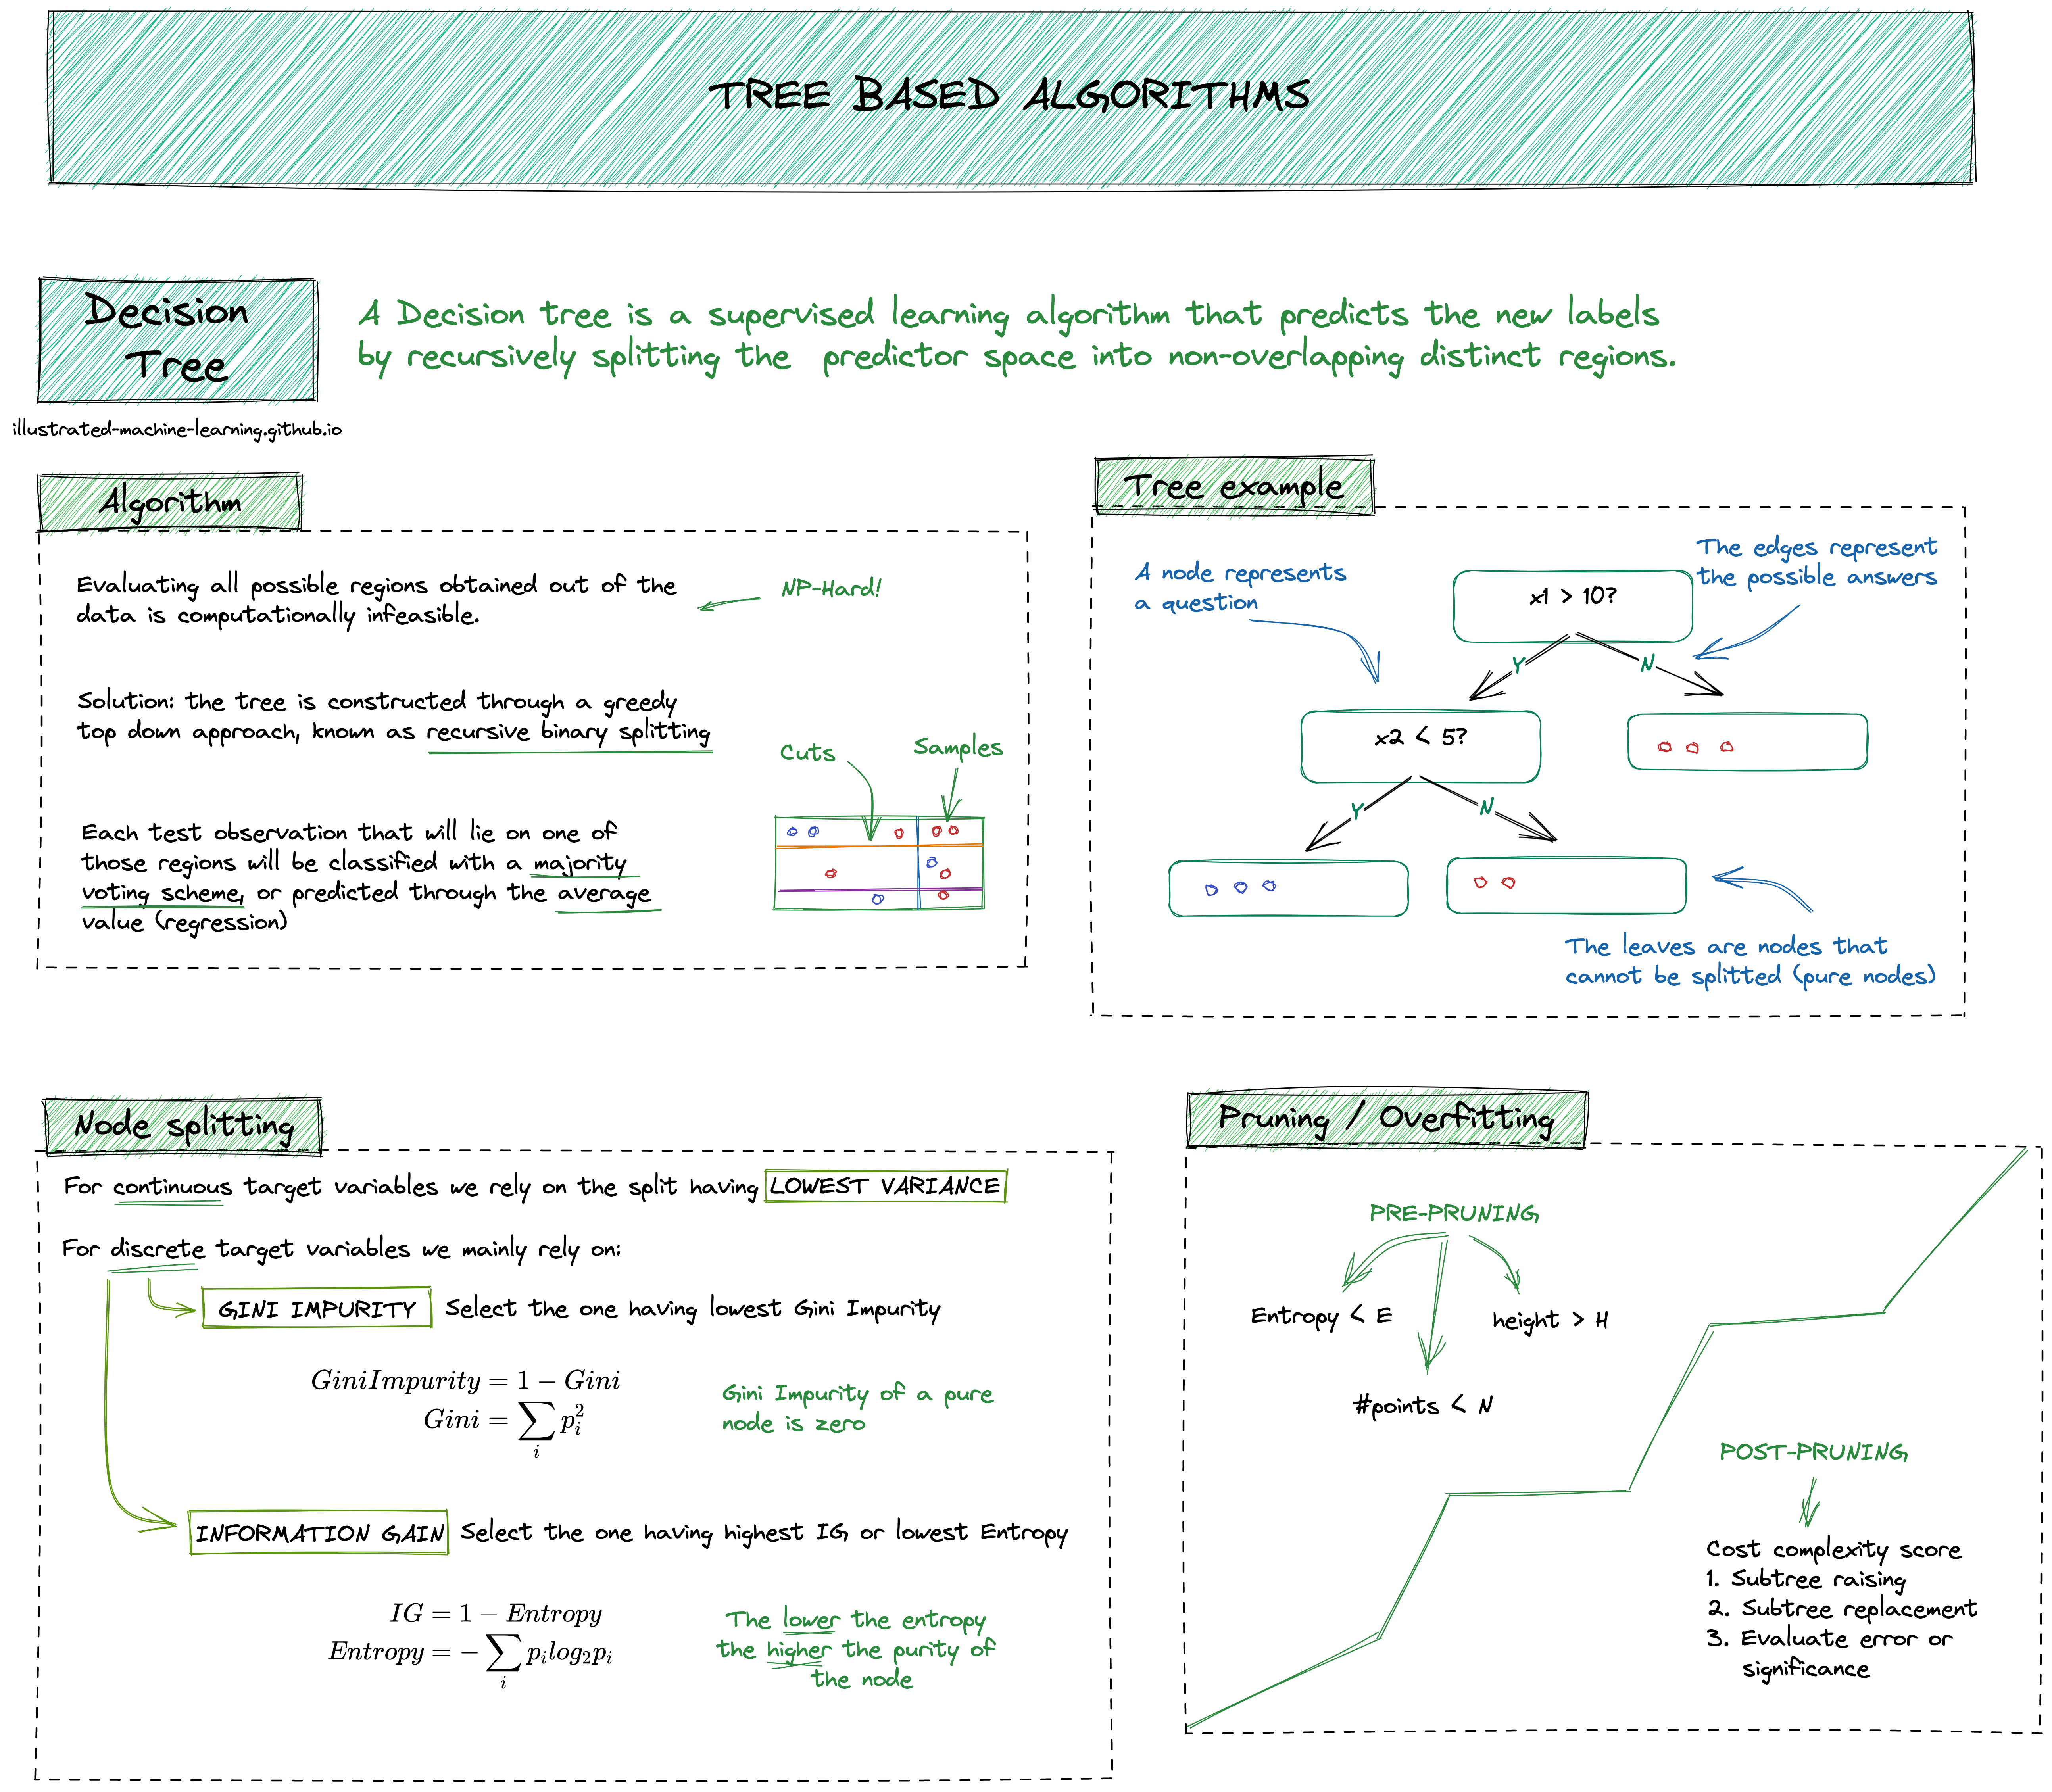 TREE BASED ALGORITHMS
Decision
Tree
A Decision tree is a supervised learning algorithm that predicts the new labels
by recursively splitting the predictor space into non-overlapping distinct regions.
illustrated-machine-learning.github.io
Algorithm
Evaluating all possible regions obtained out of the
data is computationally infeasible.
NP-Hard!
Solution: the tree is constructed through a greedy
top down approach, known as recursive binary splitting
Cuts
Samples
Each test observation that will lie on one of
those regions will be classified with a majority
voting scheme, or predicted through the average
value (regression)
Tree example
A node represents
a question
The edges represent
the possible answers
x1 > 10?
Y
N
x2 < 5?
Y
N
The leaves are nodes that
cannot be splitted (pure nodes)
Node splitting
For continuous target variables we rely on the split having LOWEST VARIANCE
For discrete target variables we mainly rely on:
GINI IMPURITY Select the one having lowest Gini Impurity
GiniImpurity = 1 − Gini
Gini = ∑_i p_i^2
Gini Impurity of a pure
node is zero
INFORMATION GAIN Select the one having highest IG or lowest Entropy
IG = 1 − Entropy
Entropy = − ∑_i p_i log_2 p_i
The lower the entropy
the higher the purity of
the node
Pruning / Overfitting
PRE-PRUNING
Entropy < E
height > H
#points < N
POST-PRUNING
Cost complexity score
1. Subtree raising
2. Subtree replacement
3. Evaluate error or
significance